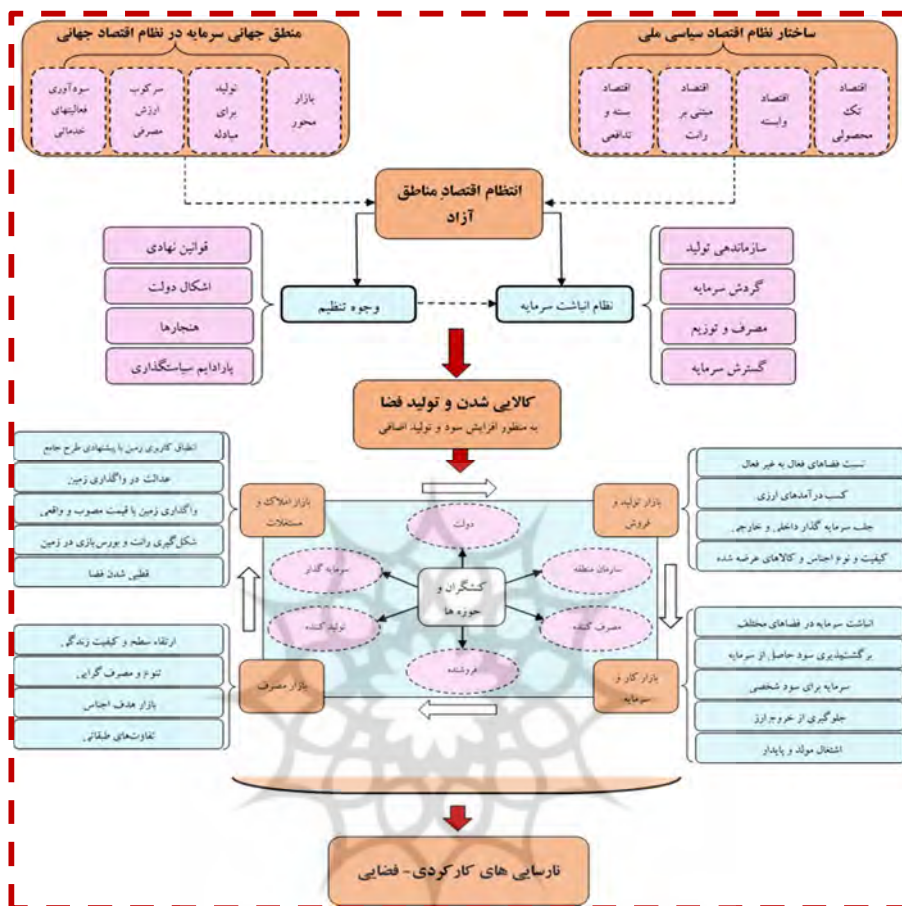 ساختار نظام اقتصاد سیاسی ملی
اقتصاد
تک
محصولی
اقتصاد
وابسته
اقتصاد
مبتنی بر
رانت
اقتصاد
بسته و
تدافعی
منطق جهانی سرمایه در نظام اقتصاد جهانی
بازار
محور
تولید
برای
مبادله
سرکوب
ارزش
مصرفی
سودآوری
فعالیتهای
خدماتی
انتظام اقتصادِ مناطق
آزاد
سازماندهی تولید
گردش سرمایه
مصرف و توزیع
گسترش سرمایه
نظام انباشت سرمایه
وجوه تنظیم
قوانین نهادی
اشکال دولت
هنجارها
پارادایم سیاستگذاری
کالایی شدن و تولید فضا
به منظور افزایش سود و تولید اضافی
نسبت فضاهای فعال به غیر فعال
کسب درآمدهای ارزی
جلب سرمایه گذار داخلی و خارجی
کیفیت و نوع اجناس و کالاهای عرضه شده
بازار تولید و
فروش
بازار املاک و
مستغلات
انطباق کاربری زمین با پیشنهادی طرح جامع
عدالت در واگذاری زمین
واگذاری زمین با قیمت مصوب و واقعی
شکل‌گیری رانت و بورس بازی در زمین
قطبی شدن فضا
دولت
سازمان منطقه
سرمایه گذار
کنشگران و
حوزه ها
مصرف کننده
تولید کننده
فروشنده
انباشت سرمایه در فضاهای مختلف
برگشت‌پذیری سود حاصل از سرمایه
سرمایه برای سود شخصی
جلوگیری از خروج ارز
اشتغال مولد و پایدار
بازار کار و
سرمایه
بازار مصرف
ارتقاء سطح و کیفیت زندگی
تنوع و مصرف گرایی
بازار هدف اجناس
تفاوت‌های طبقاتی
نارسایی های کارکردی- فضایی